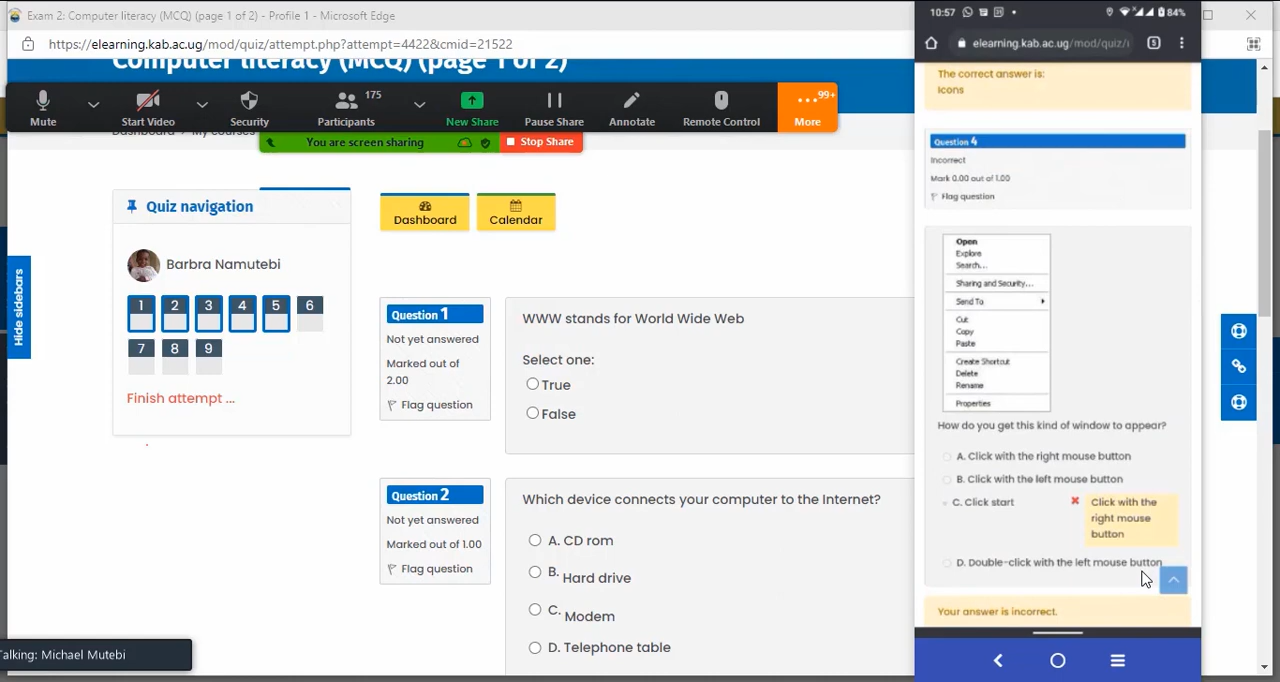 Exam 2: Computer literacy (MCQ) (page 1 of 2) - Profile 1 - Microsoft Edge
https://elearning.kab.ac.ug/mod/quiz/attempt.php?attempt=4422&cmid=21522
Computer literacy (MCQ) (page 1 of 2)
Mute
Start Video
Security
Participants
175
New Share
Pause Share
Annotate
Remote Control
More
99+
You are screen sharing
Stop Share
Dashboard
My courses
Hide sidebars
Quiz navigation
Barbra Namutebi
1 2 3 4 5 6
7 8 9
Finish attempt ...
Dashboard
Calendar
Question 1
Not yet answered
Marked out of
2.00
Flag question
WWW stands for World Wide Web
Select one:
True
False
Question 2
Not yet answered
Marked out of 1.00
Flag question
Which device connects your computer to the Internet?
A. CD rom
B. Hard drive
C. Modem
D. Telephone table
Talking: Michael Mutebi
10:57
84%
elearning.kab.ac.ug/mod/quiz/
5
The correct answer is:
Icons
Question 4
Incorrect
Mark 0.00 out of 1.00
Flag question
Open
Explore
Search...
Sharing and Security...
Send To
Cut
Copy
Paste
Create Shortcut
Delete
Rename
Properties
How do you get this kind of window to appear?
A. Click with the right mouse button
B. Click with the left mouse button
C. Click start
Click with the
right mouse
button
D. Double-click with the left mouse button
Your answer is incorrect.